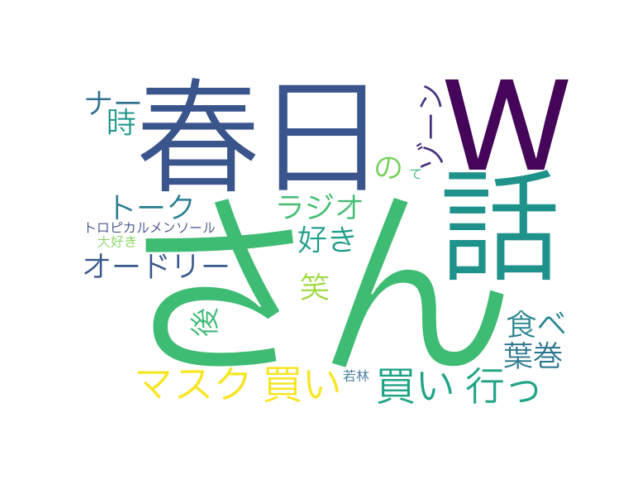 ナー
時
春日
の
て
ゾーン
w
話
トーク
トロピカルメンソール
大好き
オードリー
さん
ラジオ
好き
笑
後
食べ
葉巻
マスク 買い
若林
買い 行っ